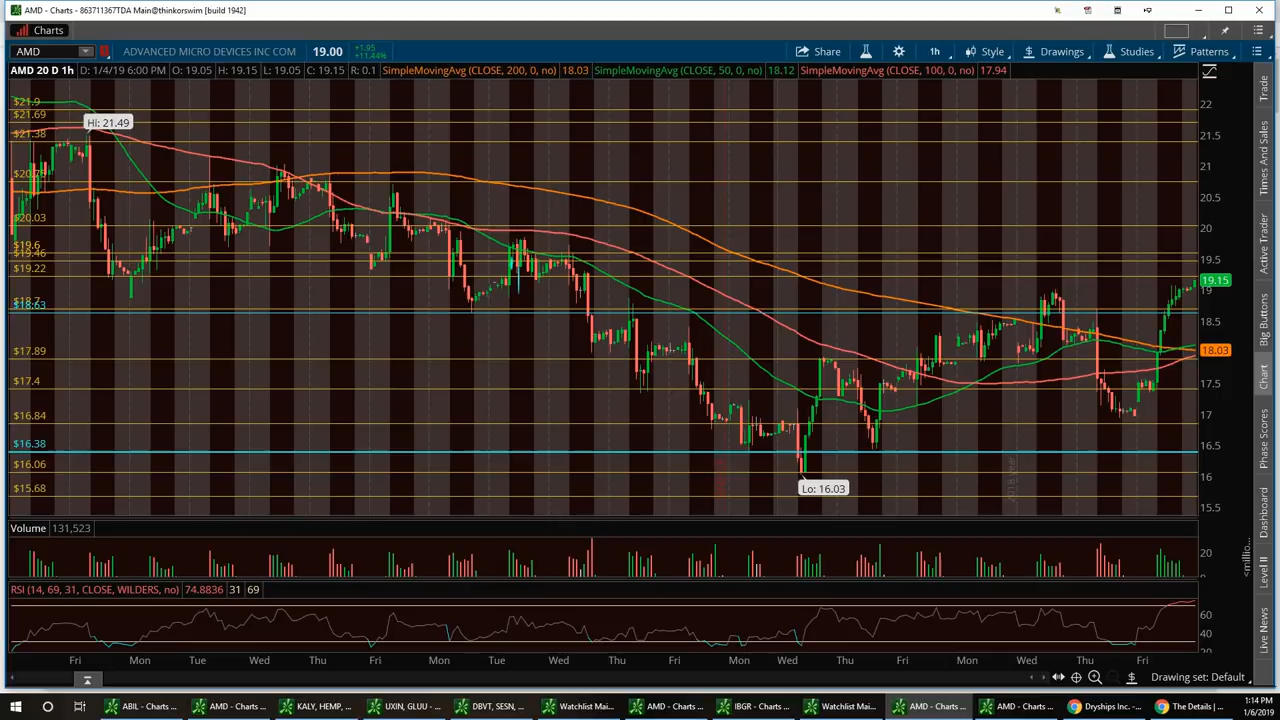 AMD - Charts - 863711367TDA Main@thinkorswim [build 1942]
Charts
AMD ADVANCED MICRO DEVICES INC COM 19.00 +1.95 +11.44% Share 1h Style Drawings Studies Patterns
AMD 20 D 1h D: 1/4/19 6:00 PM O: 19.05 H: 19.15 L: 19.05 C: 19.15 R: 0.1 SimpleMovingAvg (CLOSE, 200, 0, no) 18.03 SimpleMovingAvg (CLOSE, 50, 0, no) 18.12 SimpleMovingAvg (CLOSE, 100, 0, no) 17.94
$21.9
$21.69
$21.38
$20.03
$19.6
$19.46
$19.22
$18.7
$18.63
$17.89
$17.4
$16.84
$16.38
$16.06
$15.68
Hi: 21.49
Lo: 16.03
2018 year
22
21.5
21
20.5
20
19.5
19.15
19
18.5
18.03
17.5
17
16.5
16
15.5
Volume 131,523
20
<millio...
RSI (14, 69, 31, CLOSE, WILDERS, no) 74.8836 31 69
60
40
20
Fri Mon Tue Wed Thu Fri Mon Tue Wed Thu Fri Mon Wed Thu Fri Mon Wed Thu Fri
Drawing set: Default
Trade
Times And Sales
Active Trader
Big Buttons
Chart
Phase Scores
Dashboard
Level II
Live News
ABIL - Charts ... AMD - Charts ... KALY, HEMP, ... UXIN, GLUU - ... DBVT, SESN, ... Watchlist Mai... AMD - Charts ... IBGR - Charts ... Watchlist Mai... AMD - Charts ... AMD - Charts ... Dryships Inc. -... The Details | ...
1:14 PM
1/6/2019